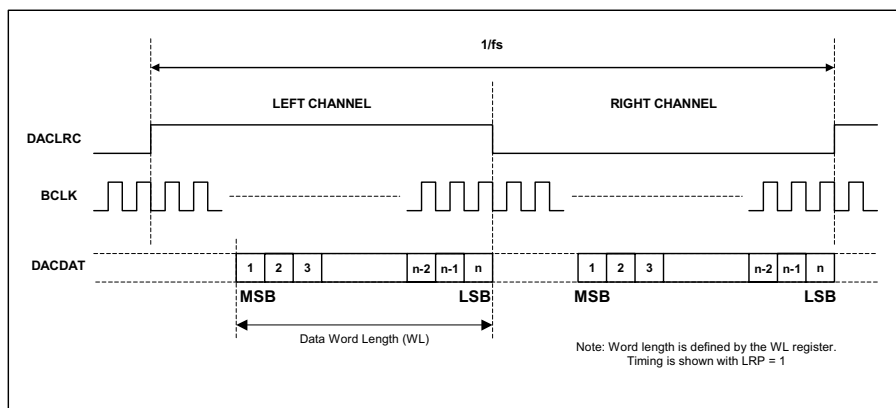 1/fs
LEFT CHANNEL
RIGHT CHANNEL
DACLRC
BCLK
DACDAT
1 2 3 n-2 n-1 n 1 2 3 n-2 n-1 n
MSB LSB MSB LSB
Data Word Length (WL)
Note: Word length is defined by the WL register.
Timing is shown with LRP = 1